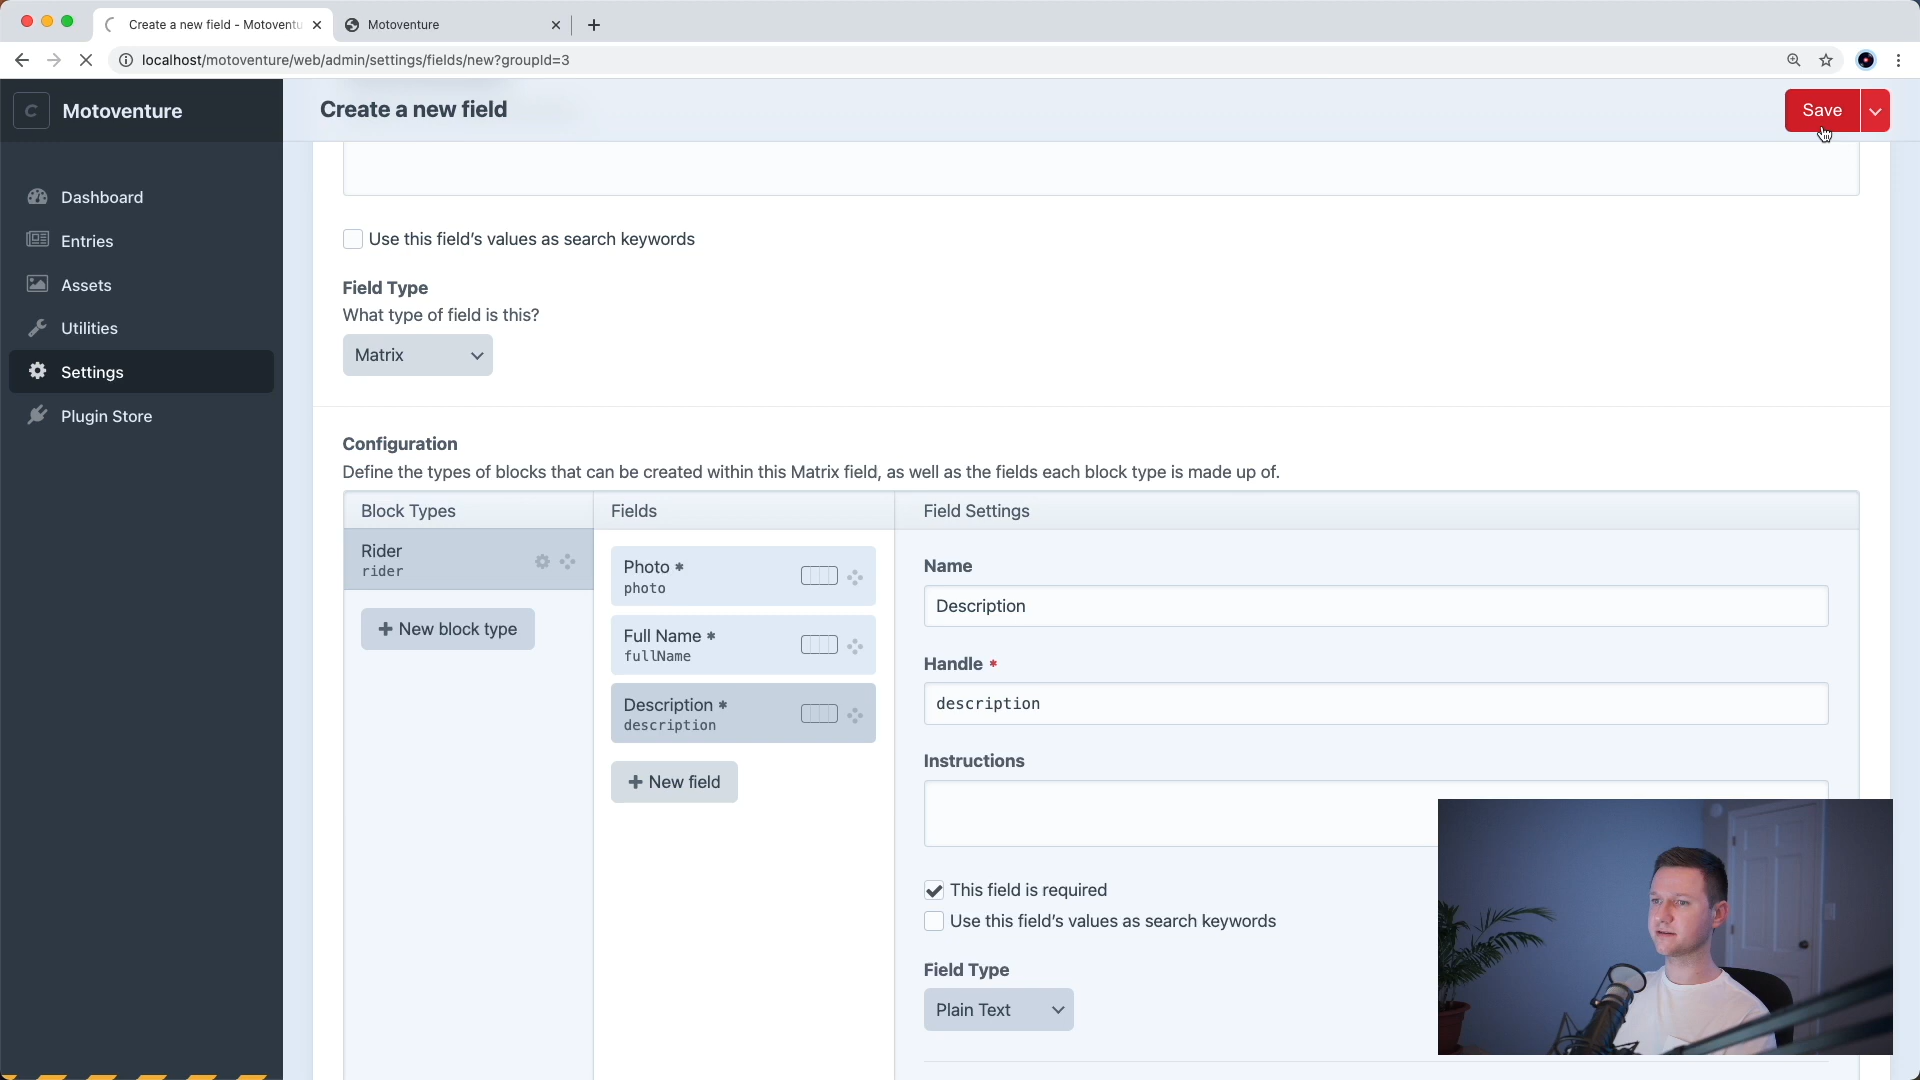 Create a new field - Motoventu
Motoventure
localhost/motoventure/web/admin/settings/fields/new?groupId=3
C
Motoventure
Create a new field
Save
Dashboard
Entries
Assets
Utilities
Settings
Plugin Store
Use this field's values as search keywords
Field Type
What type of field is this?
Matrix
Configuration
Define the types of blocks that can be created within this Matrix field, as well as the fields each block type is made up of.
Block Types
Fields
Field Settings
Rider
rider
+ New block type
Photo *
photo
Full Name *
fullName
Description *
description
+ New field
Name
Description
Handle *
description
Instructions
This field is required
Use this field's values as search keywords
Field Type
Plain Text